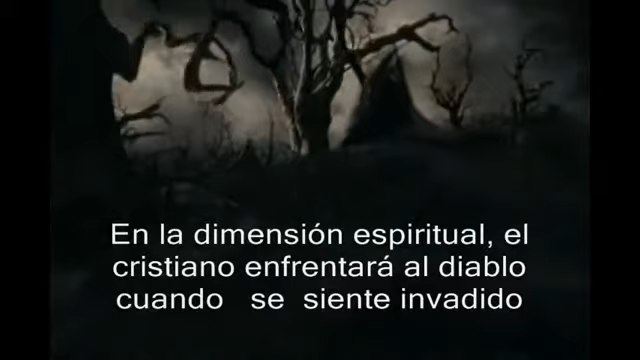 En la dimensión espiritual, el
cristiano enfrentará al diablo
cuando se siente invadido